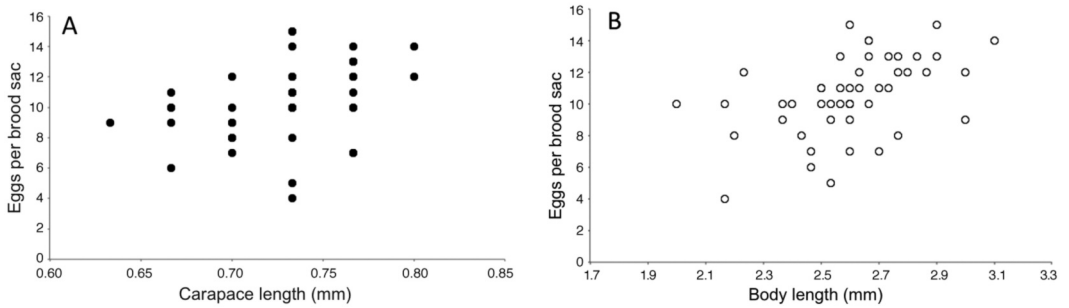 A
Eggs per brood sac
16
14
12
10
8
6
4
2
0
0.60 0.65 0.70 0.75 0.80 0.85
Carapace length (mm)
B
Eggs per brood sac
16
14
12
10
8
6
4
2
0
1.7 1.9 2.1 2.3 2.5 2.7 2.9 3.1 3.3
Body length (mm)